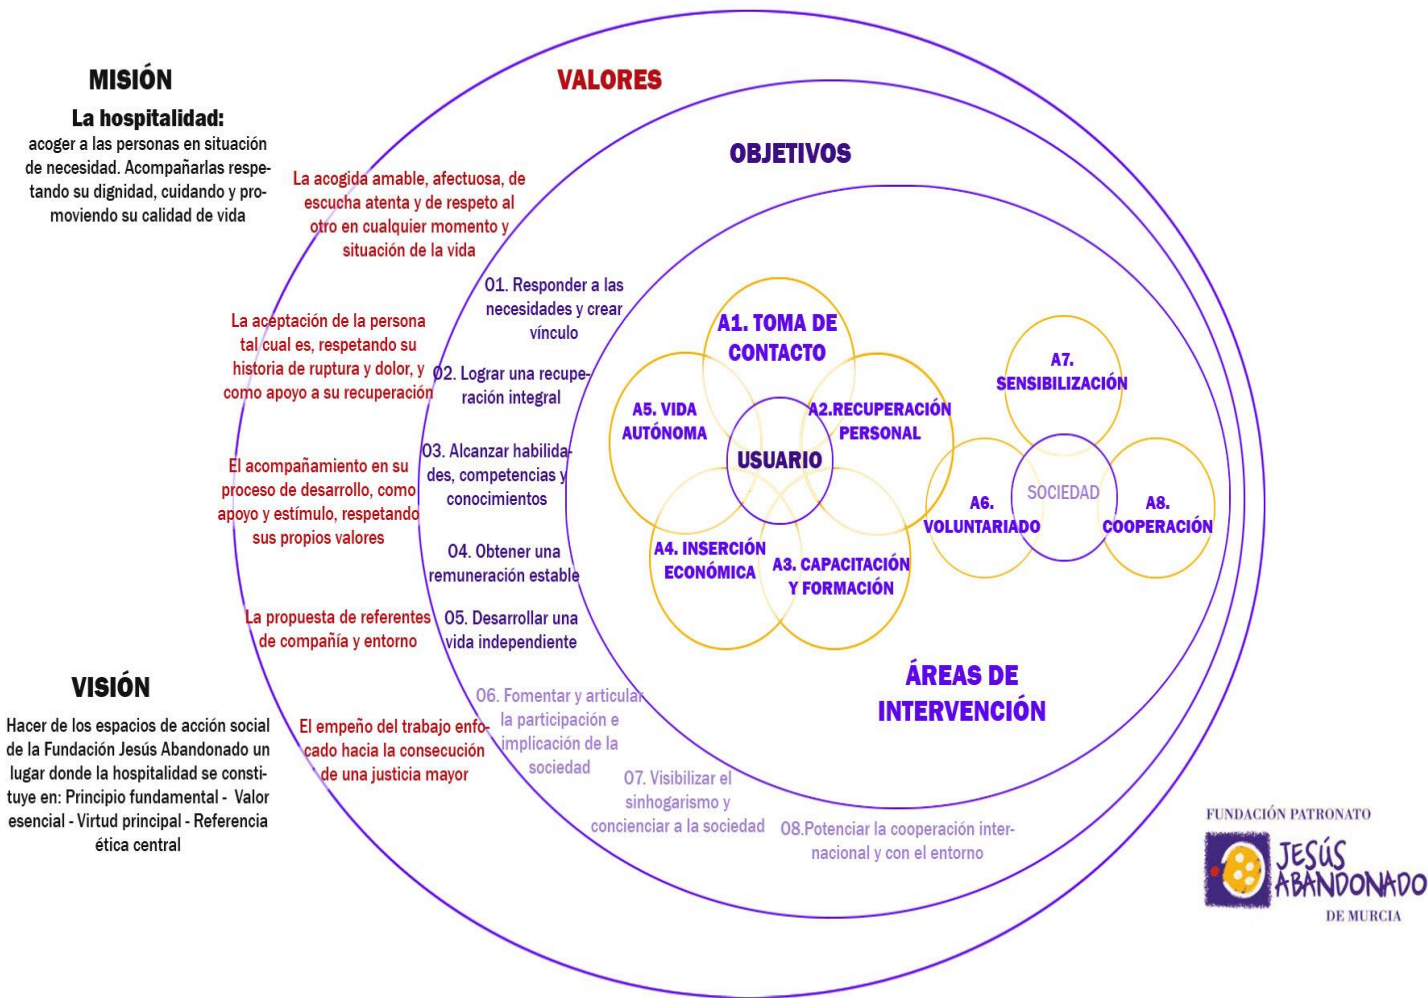 MISIÓN
La hospitalidad:
acoger a las personas en situación
de necesidad. Acompañarlas respe-
tando su dignidad, cuidando y pro-
moviendo su calidad de vida
VALORES
La acogida amable, afectuosa, de
escucha atenta y de respeto al
otro en cualquier momento y
situación de la vida
La aceptación de la persona
tal cual es, respetando su
historia de ruptura y dolor, y
como apoyo a su recuperación
El acompañamiento en su
proceso de desarrollo, como
apoyo y estímulo, respetando
sus propios valores
La propuesta de referentes
de compañía y entorno
El empeño del trabajo enfo-
cado hacia la consecución
de una justicia mayor
OBJETIVOS
O1. Responder a las
necesidades y crear
vínculo
O2. Lograr una recupe-
ración integral
O3. Alcanzar habilida-
des, competencias y
conocimientos
O4. Obtener una
remuneración estable
O5. Desarrollar una
vida independiente
O6. Fomentar y articular
la participación e
implicación de la
sociedad
O7. Visibilizar el
sinhogarismo y
concienciar a la sociedad
O8.Potenciar la cooperación inter-
nacional y con el entorno
A1. TOMA DE
CONTACTO
A2.RECUPERACIÓN
PERSONAL
A5. VIDA
AUTÓNOMA
USUARIO
A4. INSERCIÓN
ECONÓMICA
A3. CAPACITACIÓN
Y FORMACIÓN
A7.
SENSIBILIZACIÓN
SOCIEDAD
A6.
VOLUNTARIADO
A8.
COOPERACIÓN
ÁREAS DE
INTERVENCIÓN
VISIÓN
Hacer de los espacios de acción social
de la Fundación Jesús Abandonado un
lugar donde la hospitalidad se consti-
tuye en: Principio fundamental - Valor
esencial - Virtud principal - Referencia
ética central
FUNDACIÓN PATRONATO
JESÚS
ABANDONADO
DE MURCIA